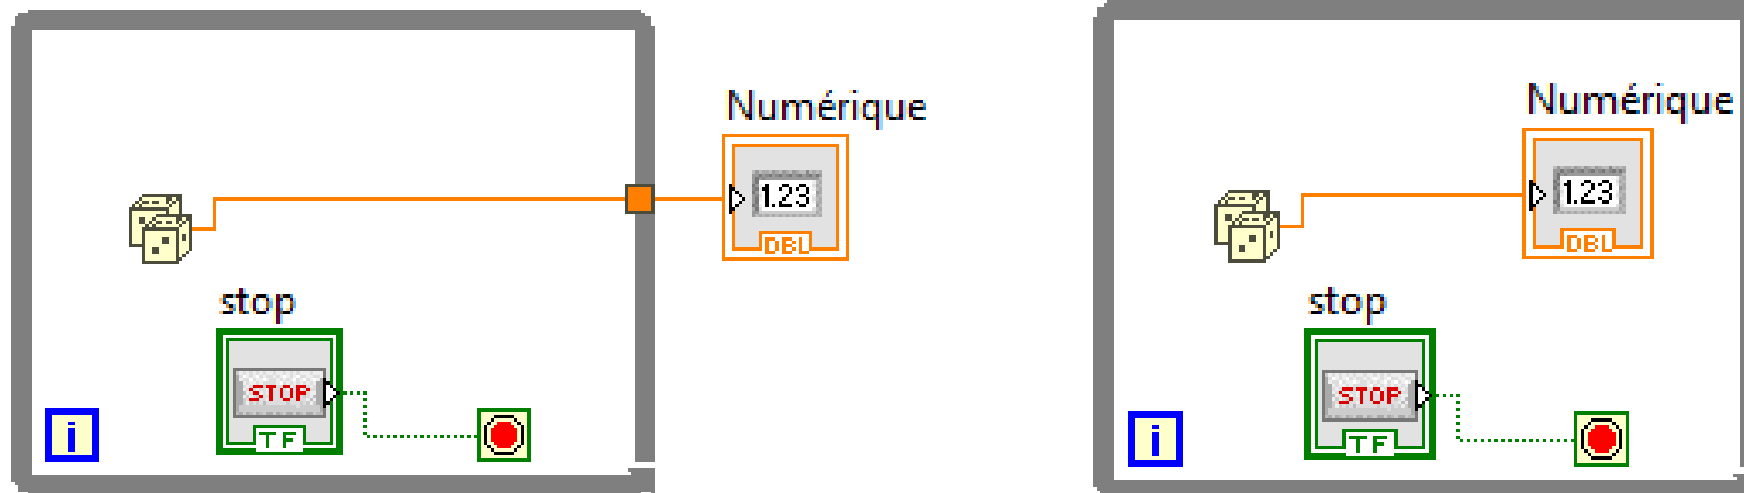 Numérique
1.23
DBL
stop
STOP
TF
i
Numérique
1.23
DBL
stop
STOP
TF
i